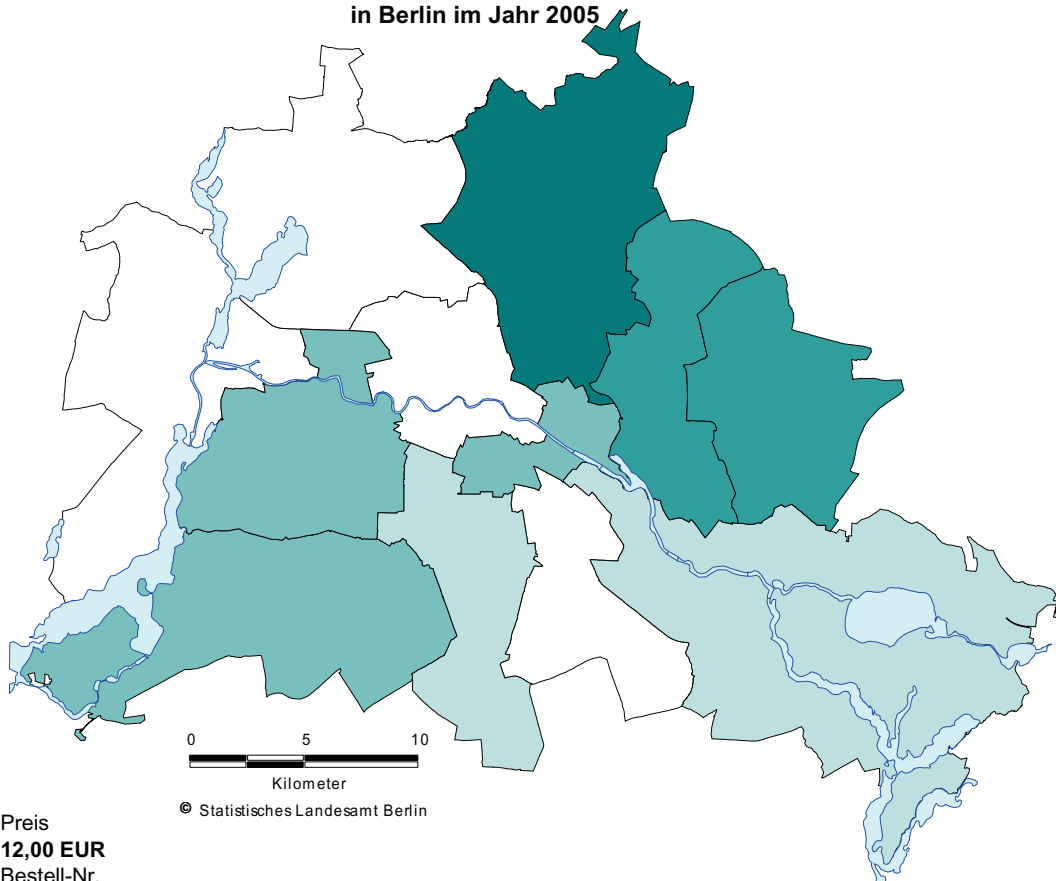 in Berlin im Jahr 2005
0 5 10
Kilometer
© Statistisches Landesamt Berlin
Preis
12,00 EUR
Bestell-Nr.